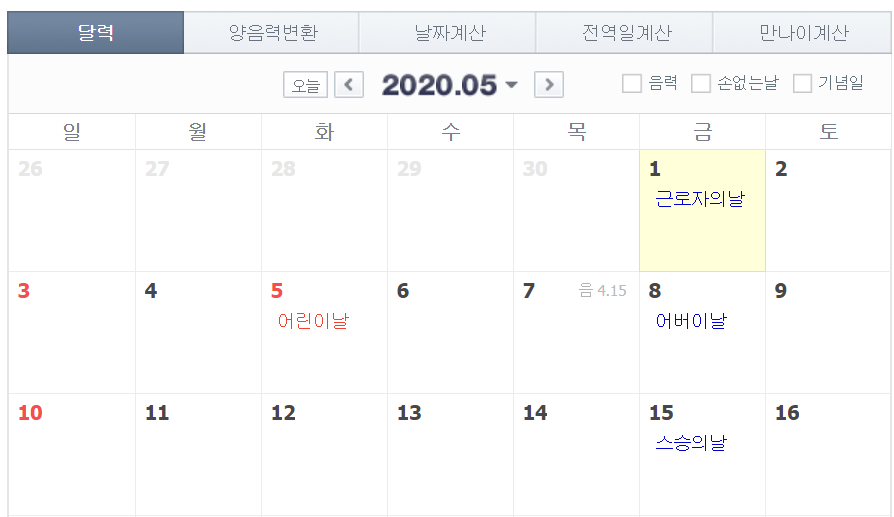 달력 양음력변환 날짜계산 전역일계산 만나이계산
오늘 < 2020.05 > 음력 손없는날 기념일
일 월 화 수 목 금 토
26 27 28 29 30 1 2
근로자의날
3 4 5 6 7 음 4.15 8 9
어린이날 어버이날
10 11 12 13 14 15 16
스승의날